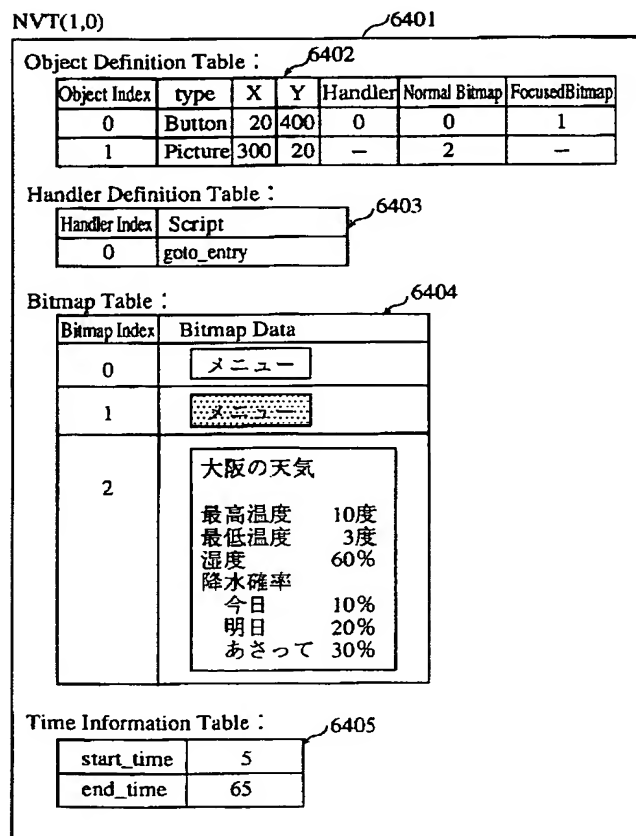 NVT(1,0)
6401
Object Definition Table :
6402
Object Index type X Y Handler Normal Bitmap FocusedBitmap
0 Button 20 400 0 0 1
1 Picture 300 20 — 2 —
Handler Definition Table :
6403
Handler Index Script
0 goto_entry
Bitmap Table :
6404
Bitmap Index Bitmap Data
0 メニュー
1 メニュー
2 大阪の天気
最高温度 10度
最低温度 3度
湿度 60%
降水確率
今日 10%
明日 20%
あさって 30%
Time Information Table :
6405
start_time 5
end_time 65